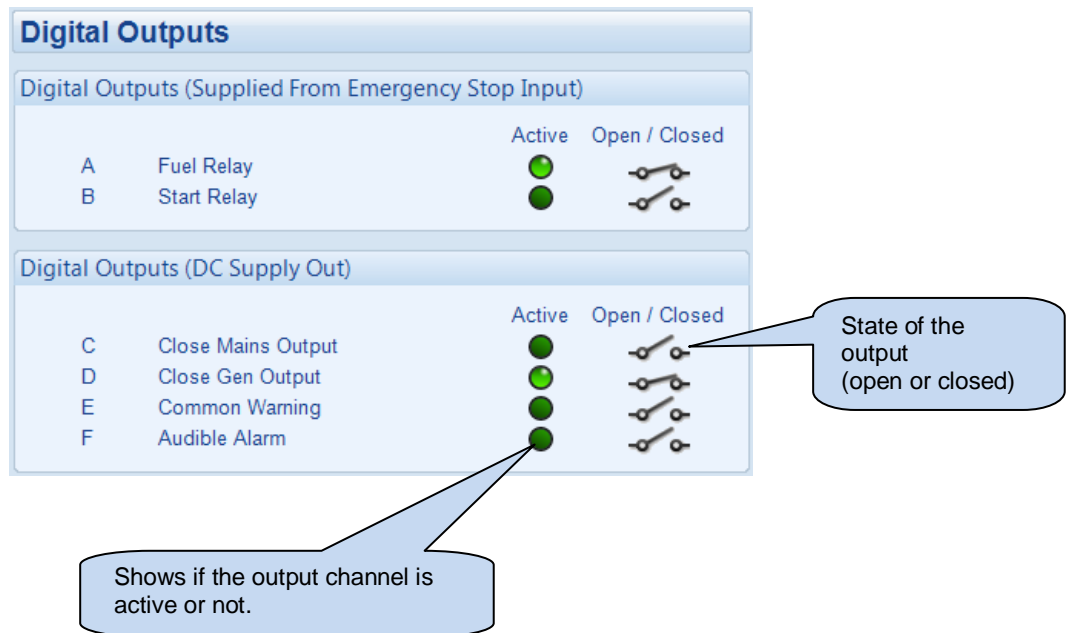 Digital Outputs
Digital Outputs (Supplied From Emergency Stop Input)
Active Open / Closed
A Fuel Relay
B Start Relay
Digital Outputs (DC Supply Out)
Active Open / Closed
C Close Mains Output
D Close Gen Output
E Common Warning
F Audible Alarm
State of the
output
(open or closed)
Shows if the output channel is
active or not.